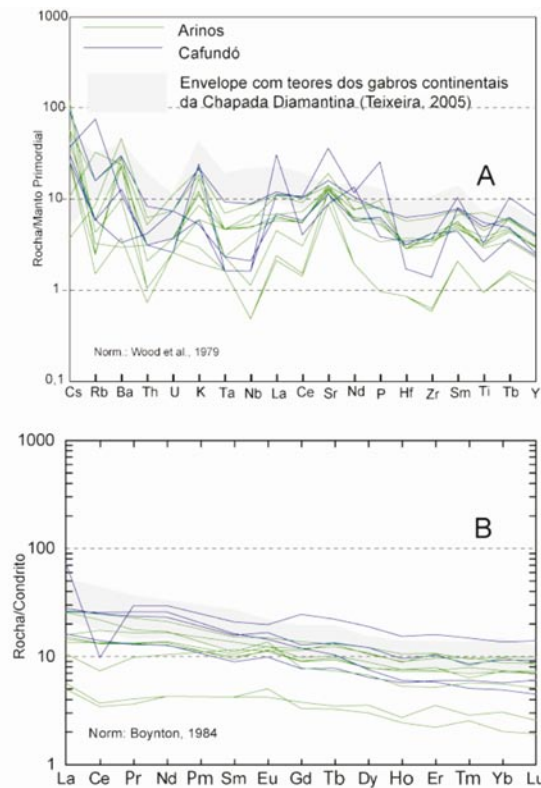 1000
Arinos
Cafundó
Envelope com teores dos gabros continentais
da Chapada Diamantina (Teixeira, 2005)
100
A
10
1
0,1
Rocha/Manto Primordial
Norm.: Wood et al., 1979
Cs Rb Ba Th U K Ta Nb La Ce Sr Nd P Hf Zr Sm Ti Tb Y
1000
B
100
10
1
Rocha/Condrito
Norm: Boynton, 1984
La Ce Pr Nd Pm Sm Eu Gd Tb Dy Ho Er Tm Yb Lu